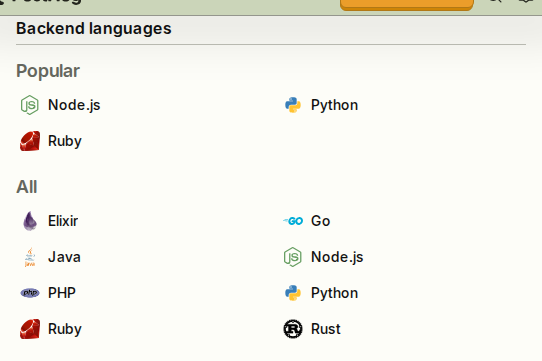 Backend languages
Popular
Node.js Python
Ruby
All
Elixir Go
Java Node.js
PHP Python
Ruby Rust